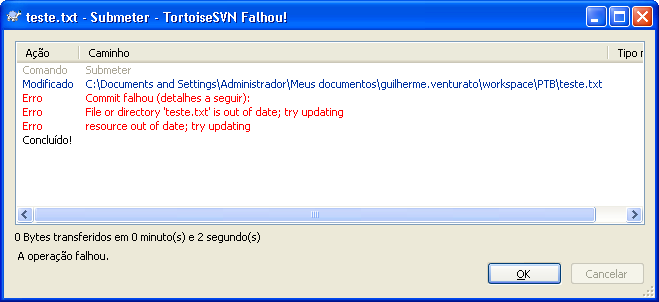 teste.txt - Submeter - TortoiseSVN Falhou!
Ação Caminho Tipo r
Comando Submeter
Modificado C:\Documents and Settings\Administrador\Meus documentos\guilherme.venturato\workspace\PTB\teste.txt
Erro Commit falhou (detalhes a seguir):
Erro File or directory 'teste.txt' is out of date; try updating
Erro resource out of date; try updating
Concluído!
0 Bytes transferidos em 0 minuto(s) e 2 segundo(s)
A operação falhou.
OK Cancelar